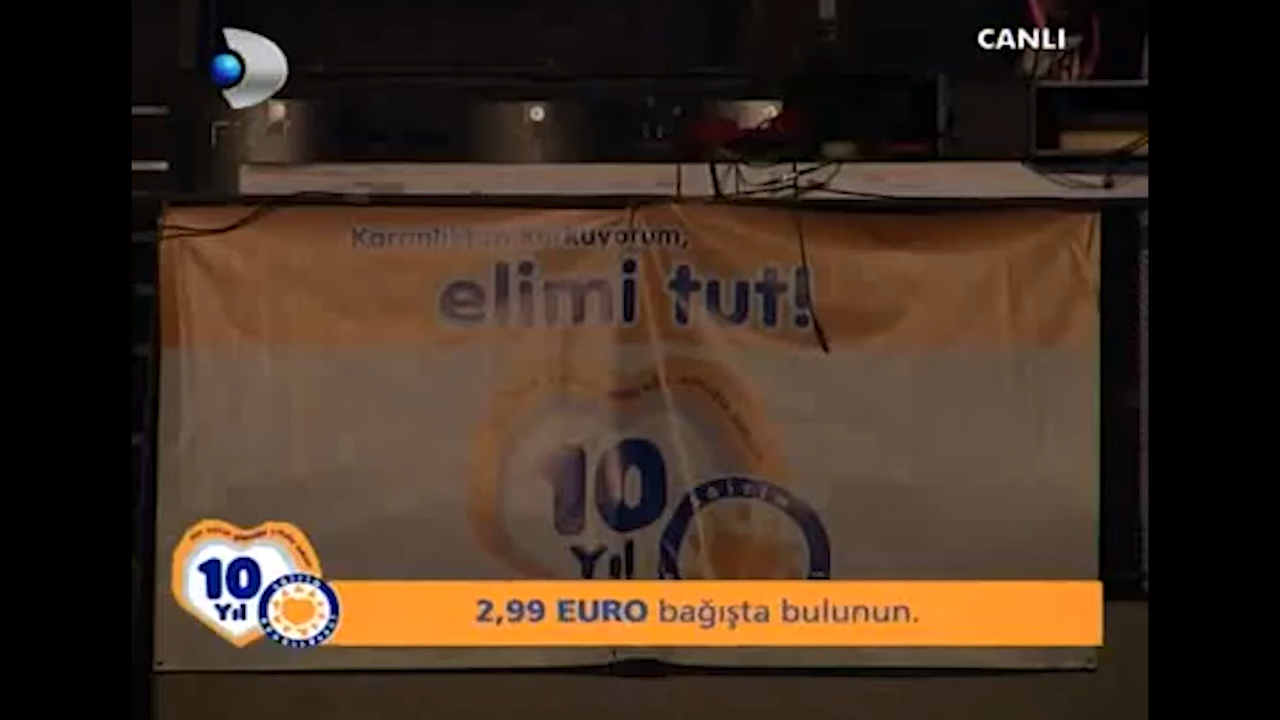 CANLI
Karanlıktan korkuyorum,
elimi tut!
10
Yıl
10
Yıl
2,99 EURO bağışta bulunun.